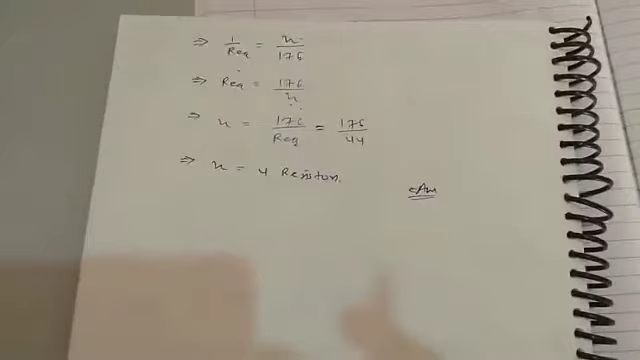 ⇒ 1/Req = n/176
⇒ Req = 176/n
⇒ n = 176/Req = 176/44
⇒ n = 4 Resistors.
Ans